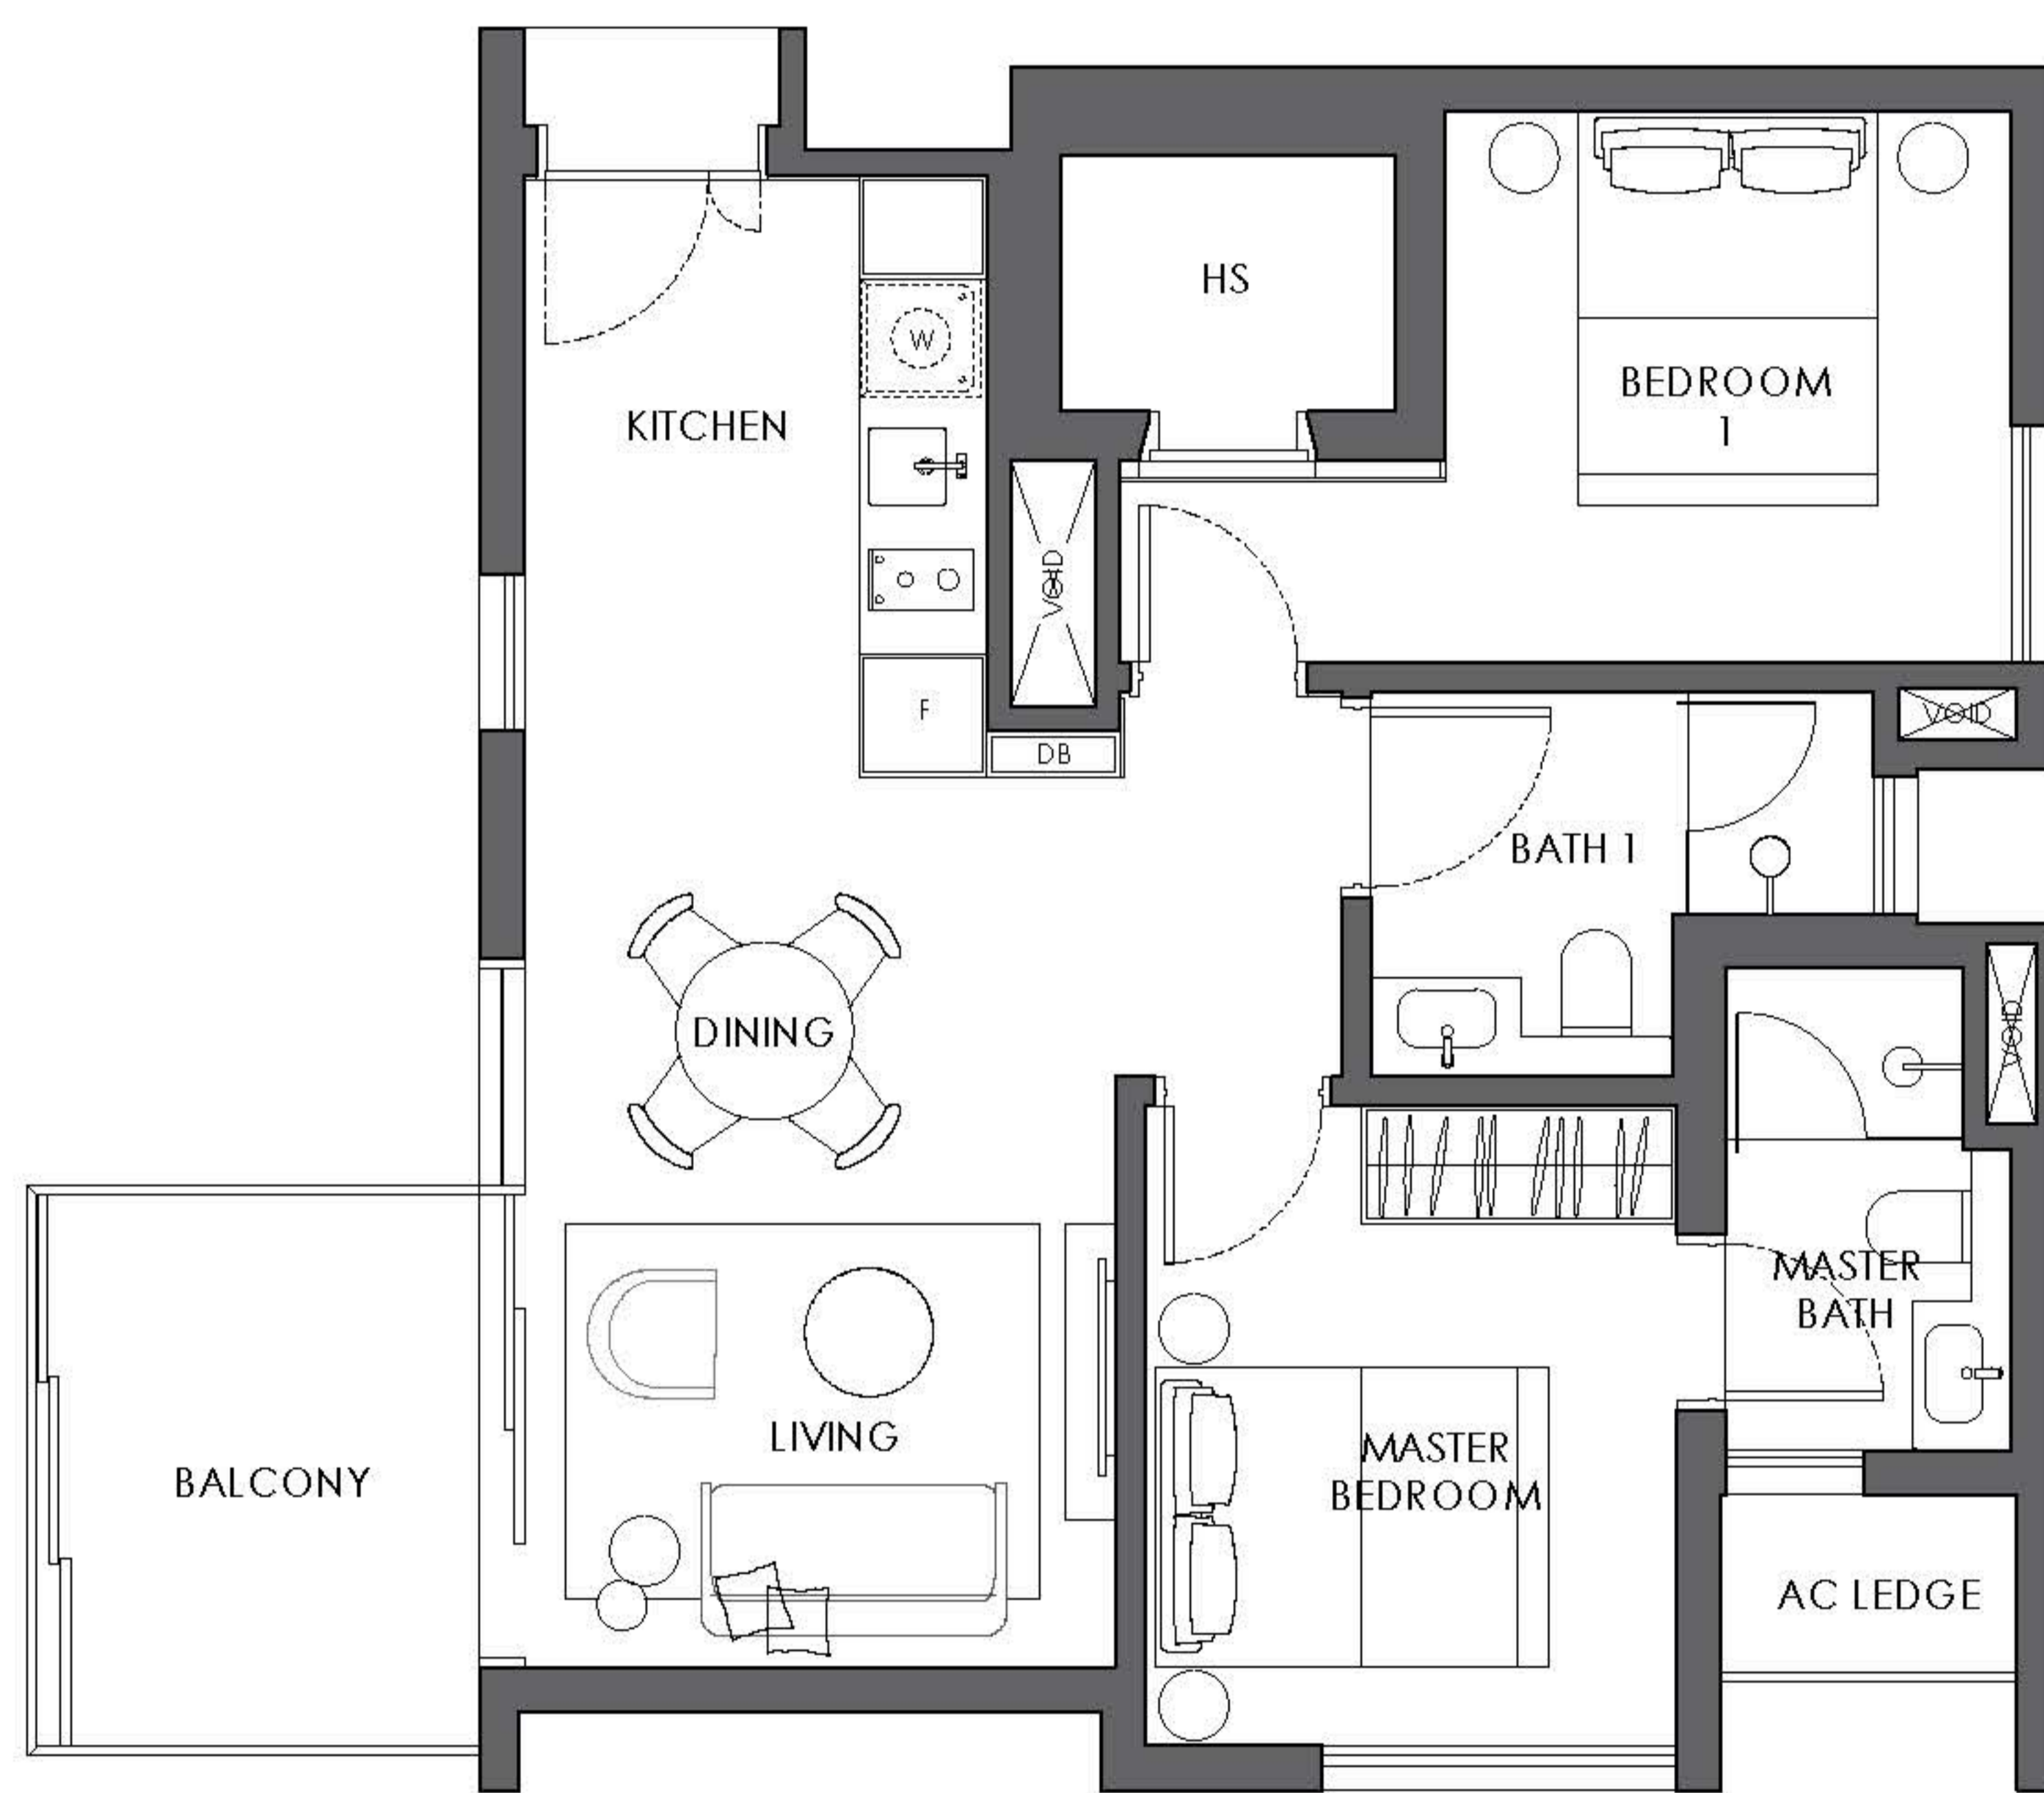 HS
W
BEDROOM
1
KITCHEN
VOID
F
DB
VOID
BATH 1
DINING
VOID
MASTER
BATH
LIVING
MASTER
BEDROOM
BALCONY
AC LEDGE